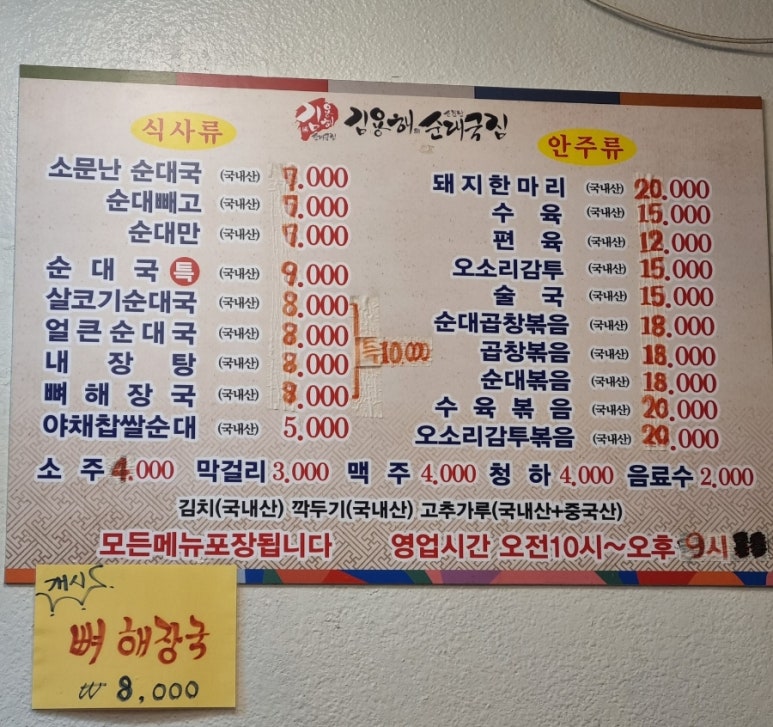 김용해의 순대국집
식사류
소문난 순대국 (국내산) 7.000
순대빼고 (국내산) 7.000
순대만 (국내산) 7.000
순대국 특 (국내산) 9.000
살코기순대국 (국내산) 8.000
얼큰순대국 (국내산) 8.000
내장탕 (국내산) 8.000
뼈해장국 (국내산) 8.000
특10.000
야채찹쌀순대 (국내산) 5.000
안주류
돼지한마리 (국내산) 20.000
수육 (국내산) 15.000
편육 (국내산) 12.000
오소리감투 (국내산) 15.000
술국 (국내산) 15.000
순대곱창볶음 (국내산) 18.000
곱창볶음 (국내산) 18.000
순대볶음 (국내산) 18.000
수육볶음 (국내산) 20.000
오소리감투볶음 (국내산) 20.000
소주 4.000 막걸리 3.000 맥주 4.000 청하 4.000 음료수 2.000
김치(국내산) 깍두기(국내산) 고추가루(국내산+중국산)
모든메뉴포장됩니다 영업시간 오전10시~오후 9시
개시
뼈 해장국
₩ 8,000